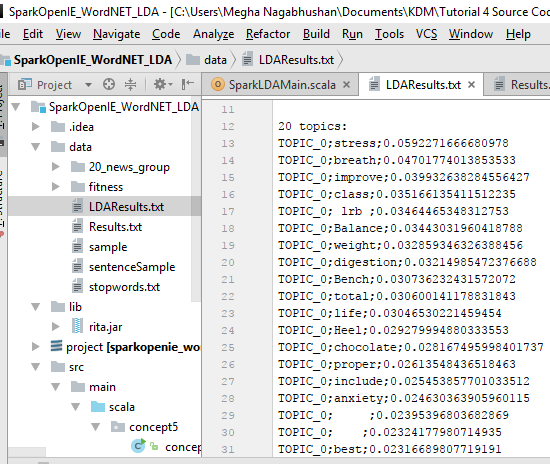 SparkOpenIE_WordNET_LDA - [C:\Users\Megha Nagabhushan\Documents\KDM\Tutorial 4 Source Cod
ile Edit View Navigate Code Analyze Refactor Build Run Tools VCS Window
SparkOpenIE_WordNET_LDA data LDAResults.txt
Project SparkLDAMain.scala LDAResults.txt Results.
SparkOpenIE_WordNET_LDA
.idea
data
20_news_group
fitness
LDAResults.txt
Results.txt
sample
sentenceSample
stopwords.txt
lib
rita.jar
project [sparkopenie_wo
src
main
scala
concept5
concep
11
12 20 topics:
13 TOPIC_0;stress;0.0592271666680978
14 TOPIC_0;breath;0.04701774013853533
15 TOPIC_0;improve;0.039932638284556427
16 TOPIC_0;class;0.035166135411512235
17 TOPIC_0; lrb ;0.03464465348312753
18 TOPIC_0;Balance;0.03443031960418788
19 TOPIC_0;weight;0.032859346326388456
20 TOPIC_0;digestion;0.03214985472376688
21 TOPIC_0;Bench;0.030736232431572072
22 TOPIC_0;total;0.030600141178831843
23 TOPIC_0;life;0.03046530221459454
24 TOPIC_0;Heel;0.029279994880333553
25 TOPIC_0;chocolate;0.028167495998401737
26 TOPIC_0;proper;0.02613548436518463
27 TOPIC_0;include;0.025453857701033512
28 TOPIC_0;anxiety;0.024630363905960115
29 TOPIC_0; ;0.02395396803682869
30 TOPIC_0; ;0.02324177980714935
31 TOPIC_0;best;0.02316689807719191